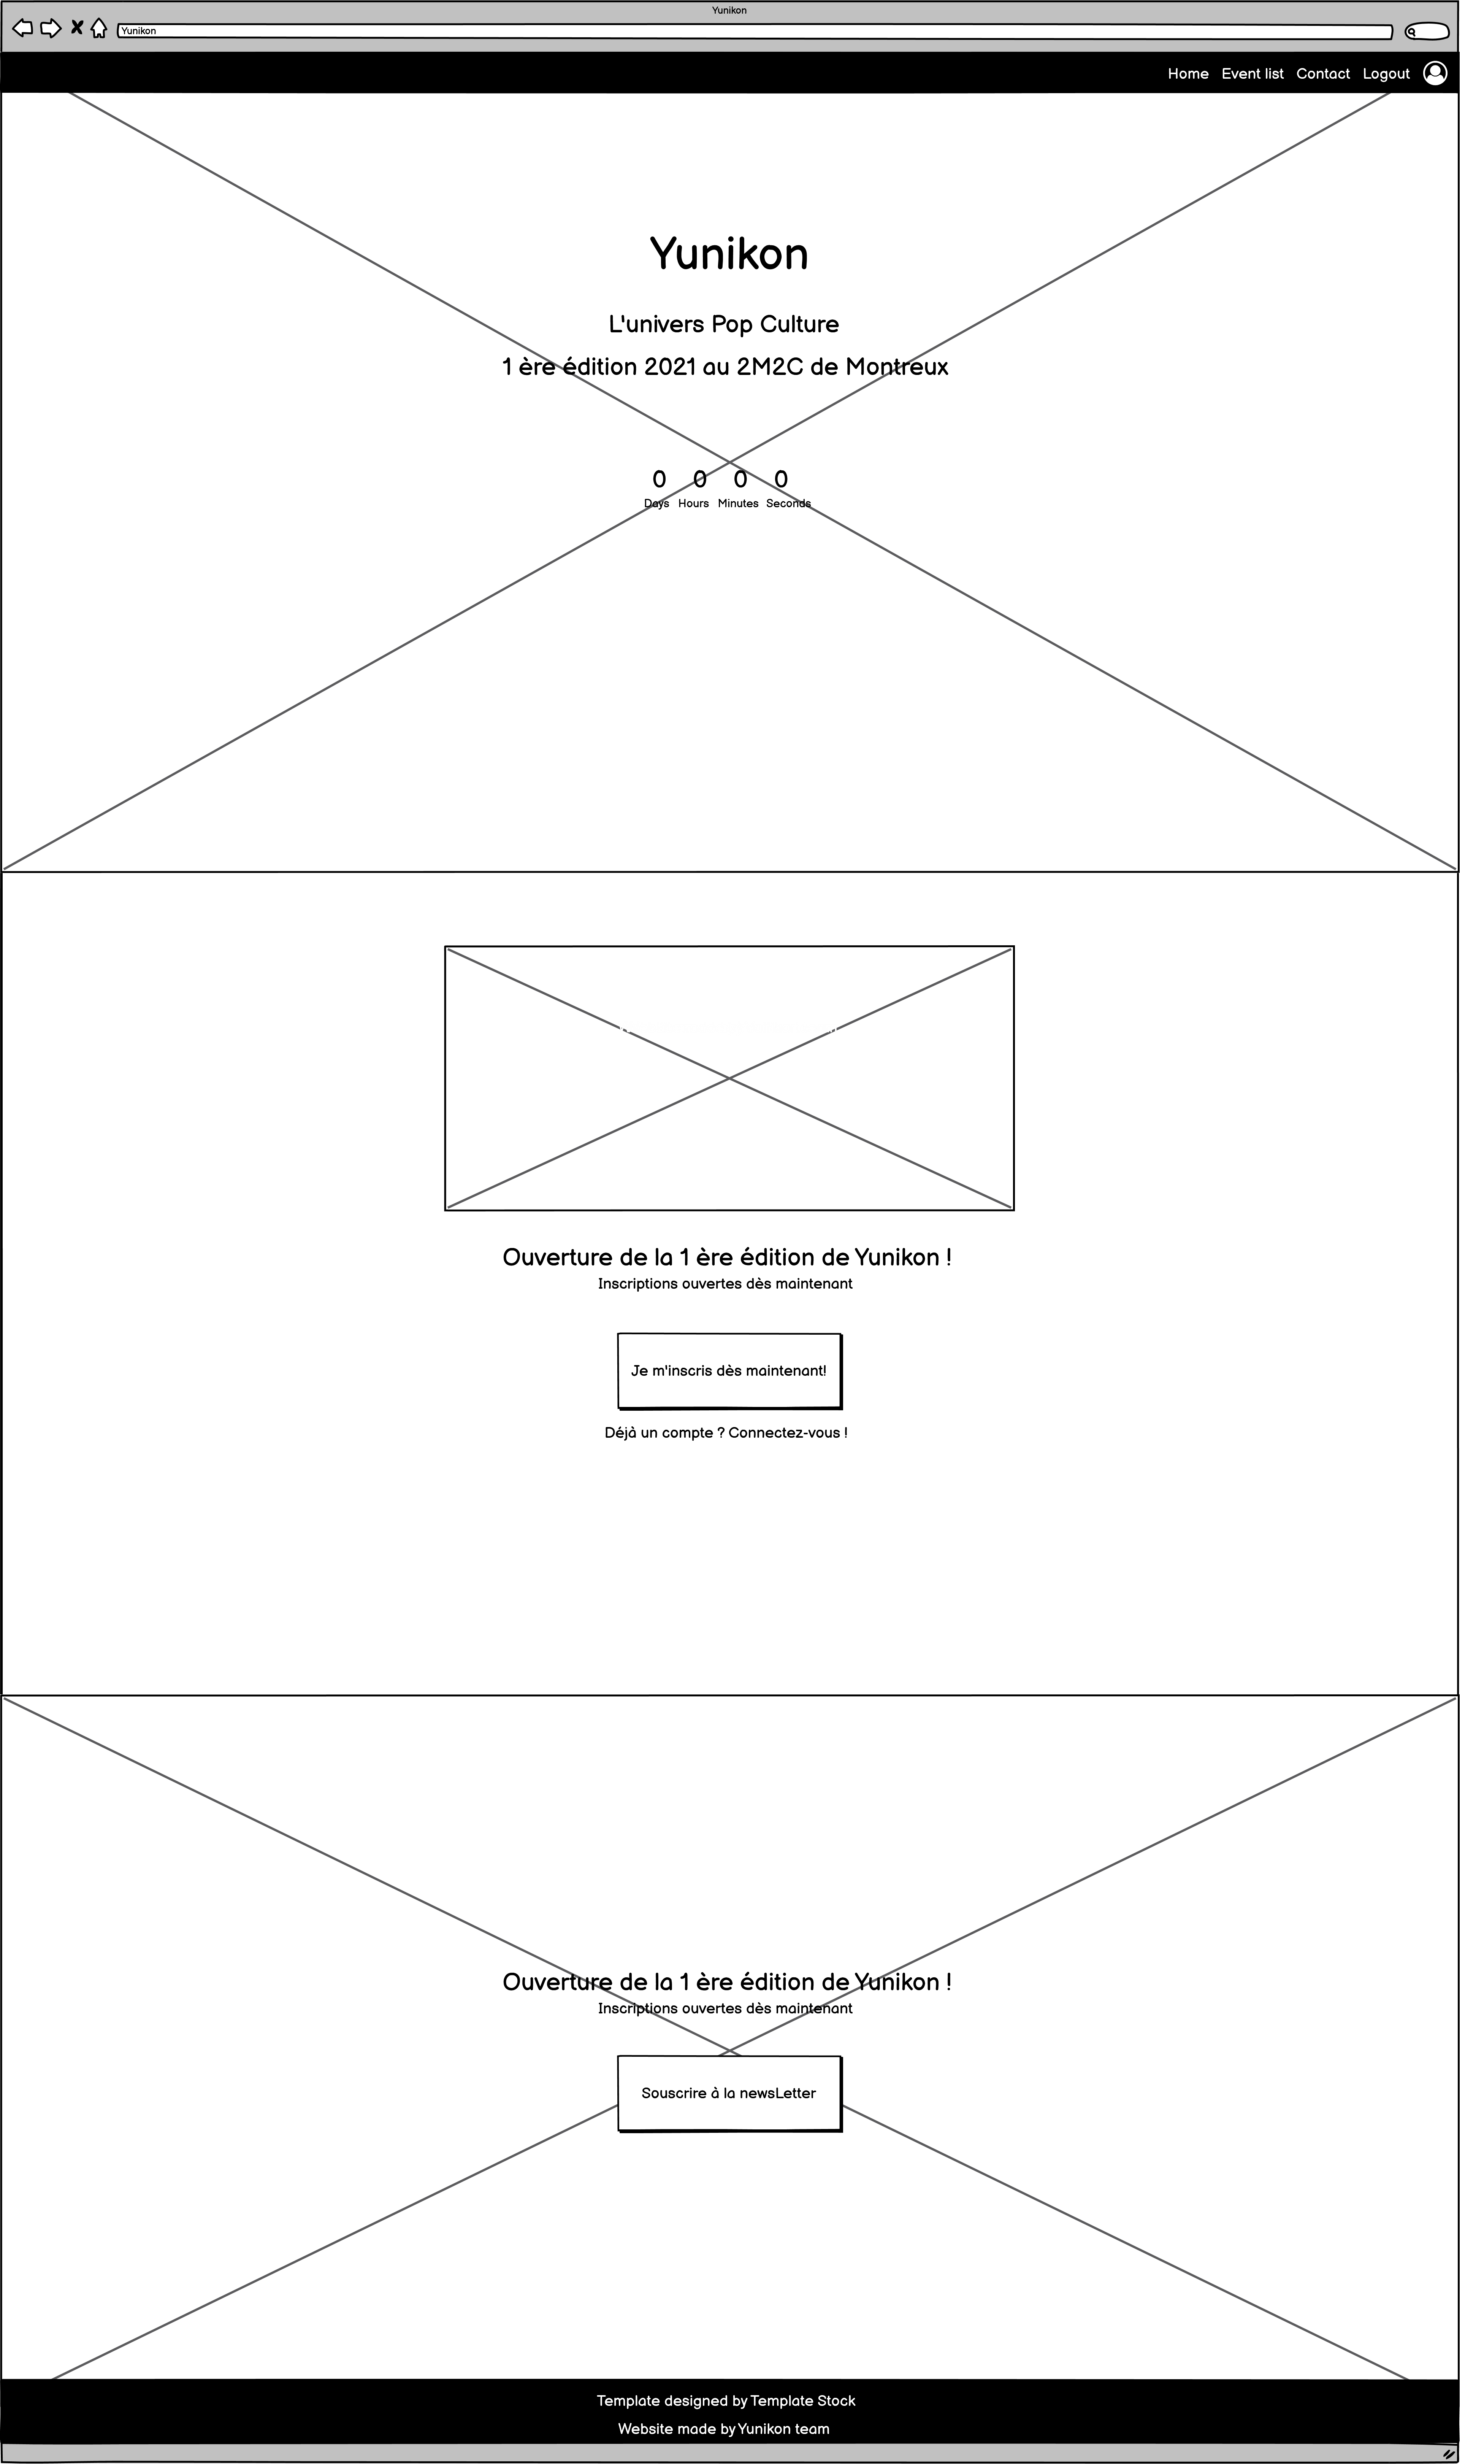 Yunikon
Yunikon
Home Event list Contact Logout
Yunikon
L'univers Pop Culture
1 ère édition 2021 au 2M2C de Montreux
0 0 0 0
Days Hours Minutes Seconds
Ouverture de la 1 ère édition de Yunikon !
Inscriptions ouvertes dès maintenant
Je m'inscris dès maintenant!
Déjà un compte ? Connectez-vous !
Ouverture de la 1 ère édition de Yunikon !
Inscriptions ouvertes dès maintenant
Souscrire à la newsLetter
Template designed by Template Stock
Website made by Yunikon team